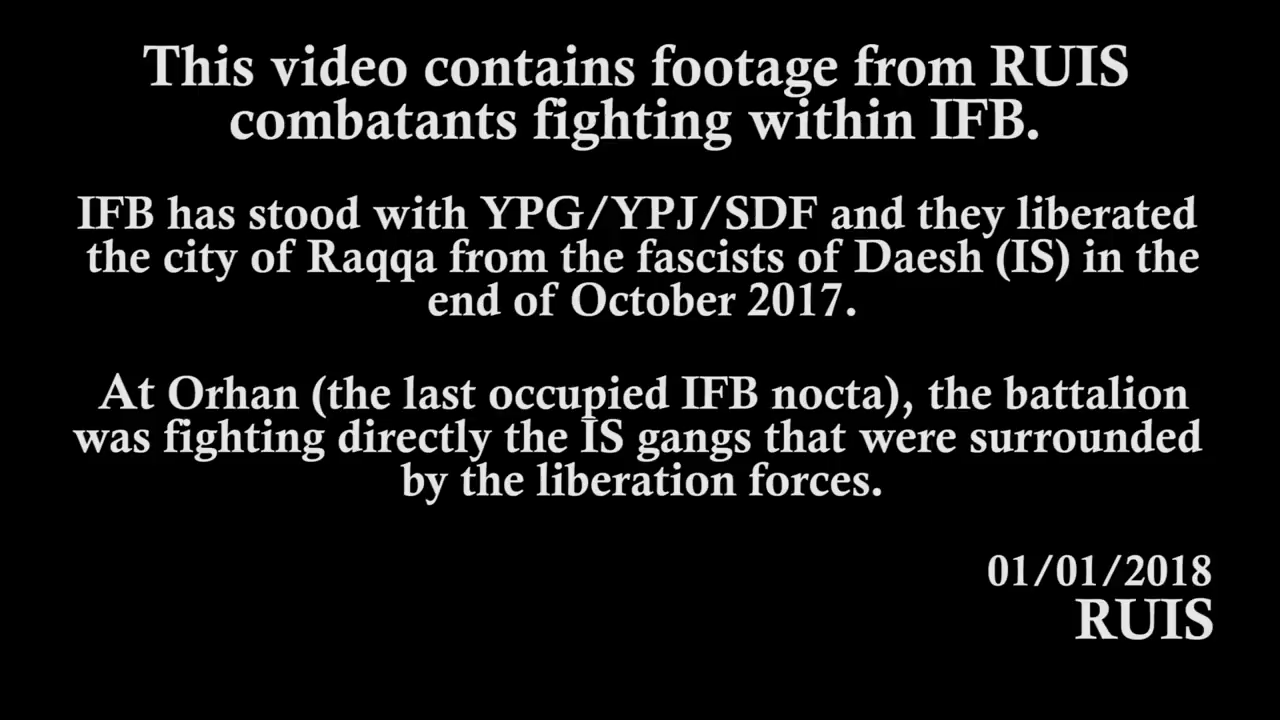 This video contains footage from RUIS
combatants fighting within IFB.
IFB has stood with YPG/YPJ/SDF and they liberated
the city of Raqqa from the fascists of Daesh (IS) in the
end of October 2017.
At Orhan (the last occupied IFB nocta), the battalion
was fighting directly the IS gangs that were surrounded
by the liberation forces.
01/01/2018
RUIS